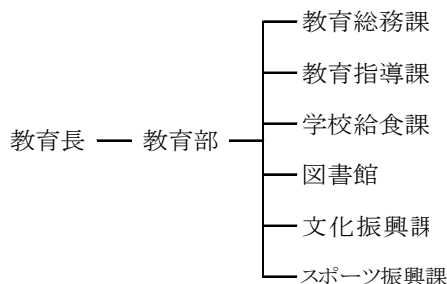 教育長
教育部
教育総務課
教育指導課
学校給食課
図書館
文化振興課
スポーツ振興課